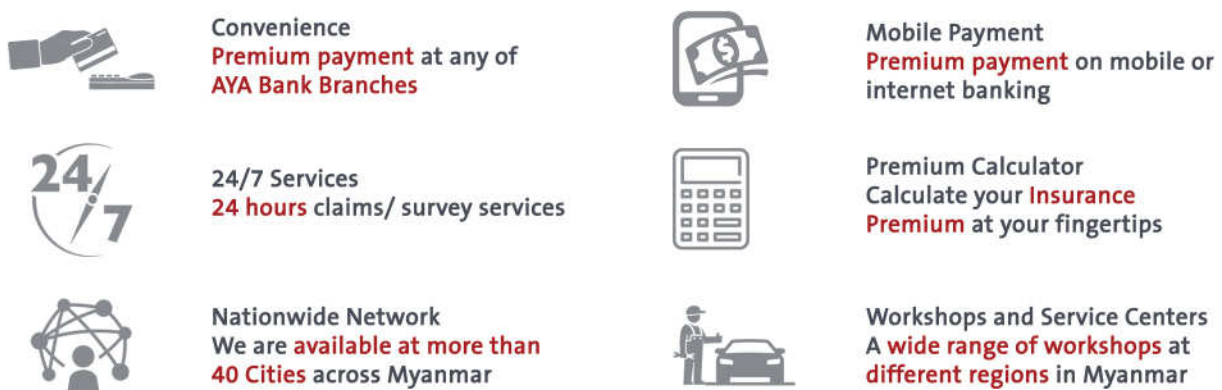 Convenience
Premium payment at any of
AYA Bank Branches
Mobile Payment
Premium payment on mobile or
internet banking
24/7
24/7 Services
24 hours claims/ survey services
Premium Calculator
Calculate your Insurance
Premium at your fingertips
Nationwide Network
We are available at more than
40 Cities across Myanmar
Workshops and Service Centers
A wide range of workshops at
different regions in Myanmar